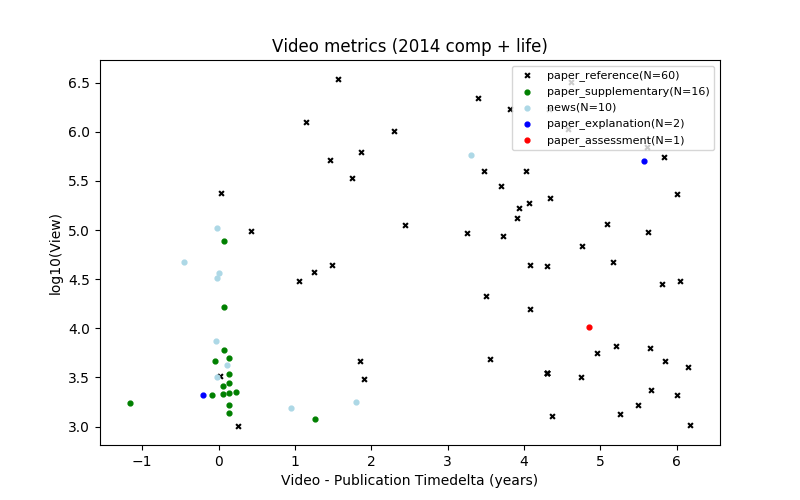 Video metrics (2014 comp + life)
paper_reference(N=60)
paper_supplementary(N=16)
news(N=10)
paper_explanation(N=2)
paper_assessment(N=1)
log10(View)
6.5
6.0
5.5
5.0
4.5
4.0
3.5
3.0
−1
0
1
2
3
4
5
6
Video - Publication Timedelta (years)